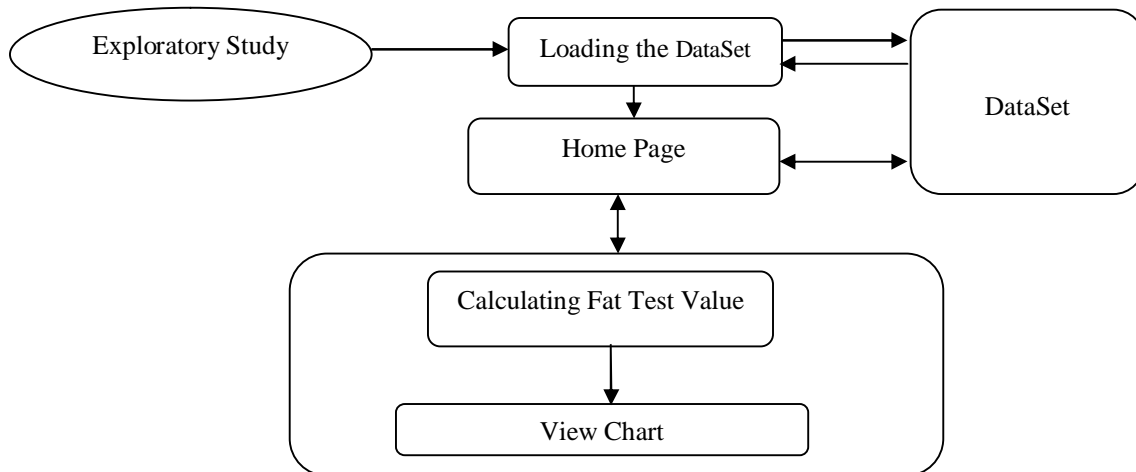 Exploratory Study
Loading the DataSet
DataSet
Home Page
Calculating Fat Test Value
View Chart